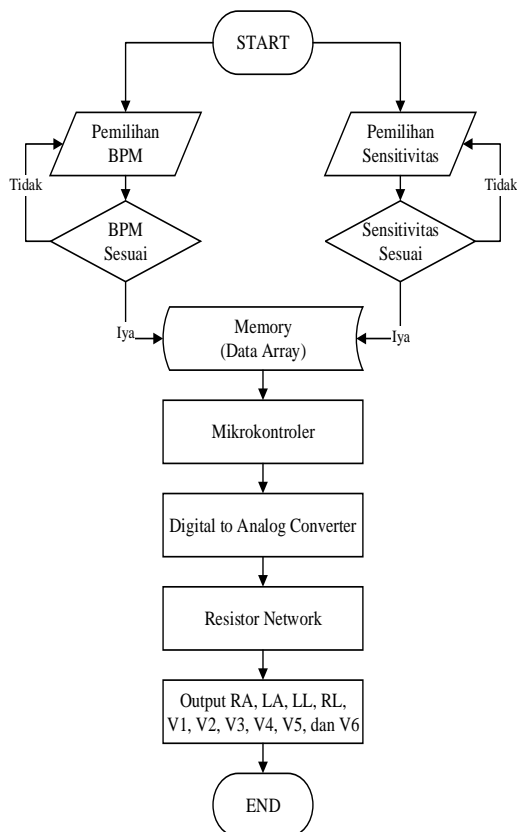 START
Pemilihan
BPM
Pemilihan
Sensitivitas
Tidak
Tidak
BPM
Sesuai
Sensitivitas
Sesuai
Iya
Iya
Memory
(Data Array)
Mikrokontroler
Digital to Analog Converter
Resistor Network
Output RA, LA, LL, RL,
V1, V2, V3, V4, V5, dan V6
END